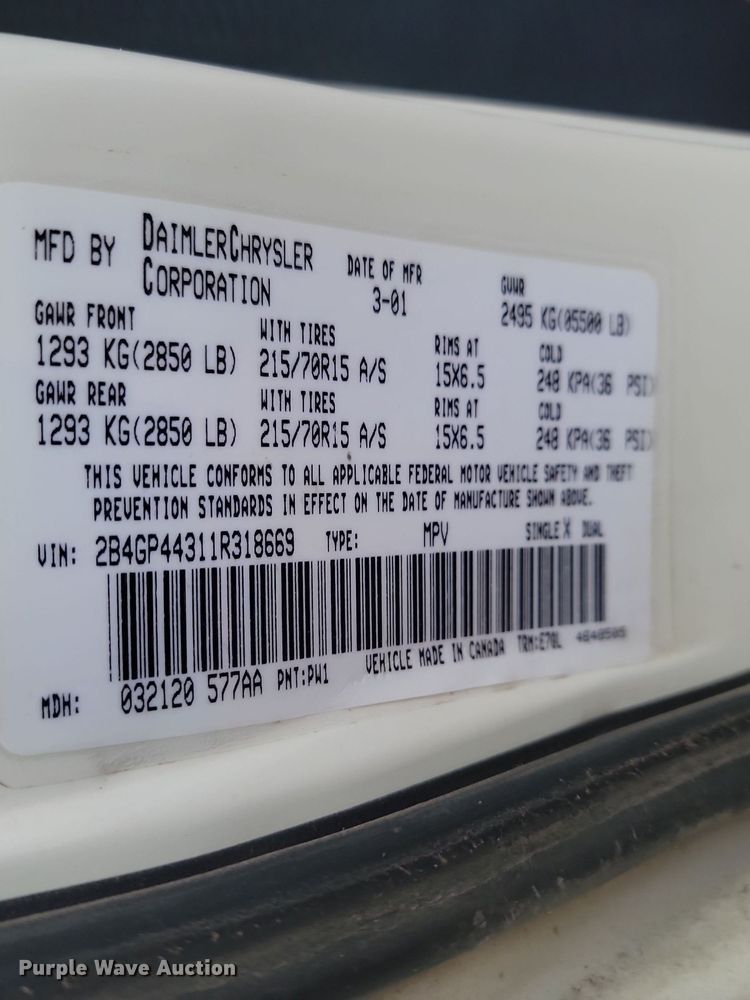 MFD BY DAIMLERCHRYSLER CORPORATION DATE OF MFR 3-01 GVWR 2495 KG(05500 LB)
GAWR FRONT WITH TIRES RIMS AT COLD
1293 KG(2850 LB) 215/70R15 A/S 15X6.5 248 KPA(36 PSI)
GAWR REAR WITH TIRES RIMS AT COLD
1293 KG(2850 LB) 215/70R15 A/S 15X6.5 248 KPA(36 PSI)
THIS VEHICLE CONFORMS TO ALL APPLICABLE FEDERAL MOTOR VEHICLE SAFETY AND THEFT
PREVENTION STANDARDS IN EFFECT ON THE DATE OF MANUFACTURE SHOWN ABOVE.
VIN: 2B4GP44311R318669 TYPE: MPV SINGLE X DUAL
MDH: 032120 577AA PNT:PW1 VEHICLE MADE IN CANADA TRM:E7QL
Purple Wave Auction